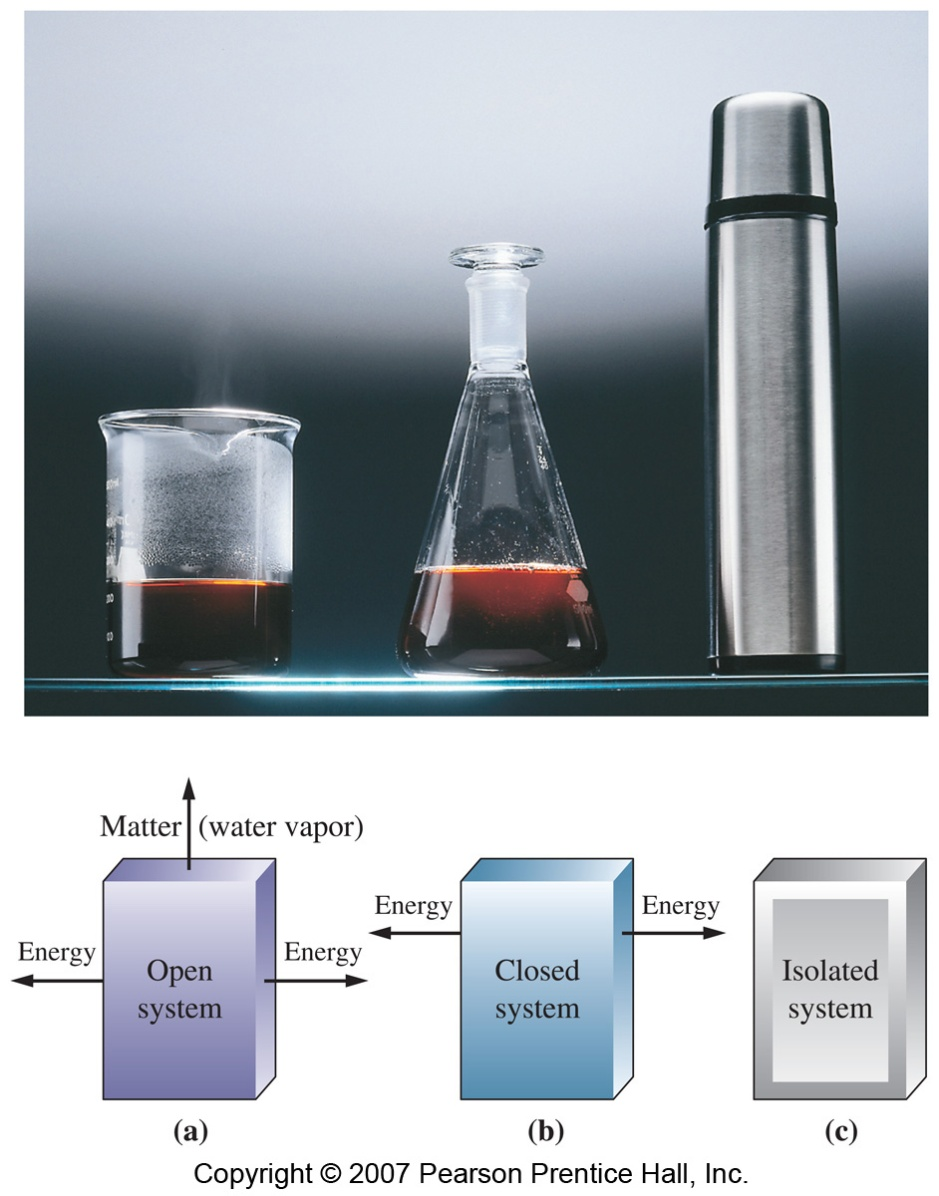 Matter (water vapor)
Energy
Energy
Open
system
Energy
Energy
Closed
system
Isolated
system
(a)
(b)
(c)
Copyright © 2007 Pearson Prentice Hall, Inc.